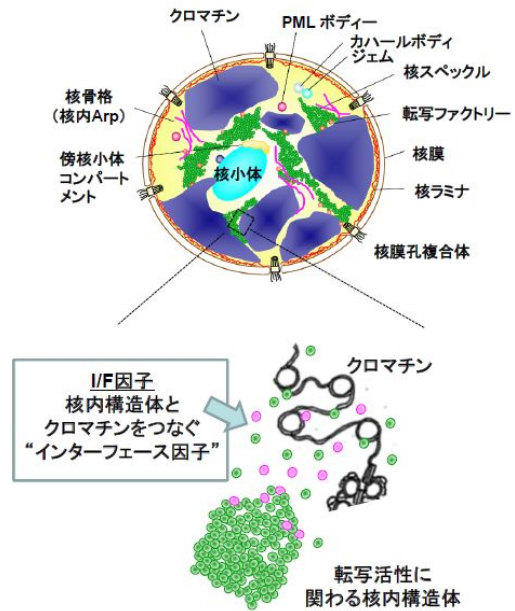 クロマチン
PML ボディー
カハールボディ
ジェム
核スペックル
核骨格
(核内Arp)
転写ファクトリー
傍核小体
コンパート
メント
核小体
核膜
核ラミナ
核膜孔複合体
I/F因子
核内構造体と
クロマチンをつなぐ
“インターフェース因子”
クロマチン
転写活性に
関わる核内構造体